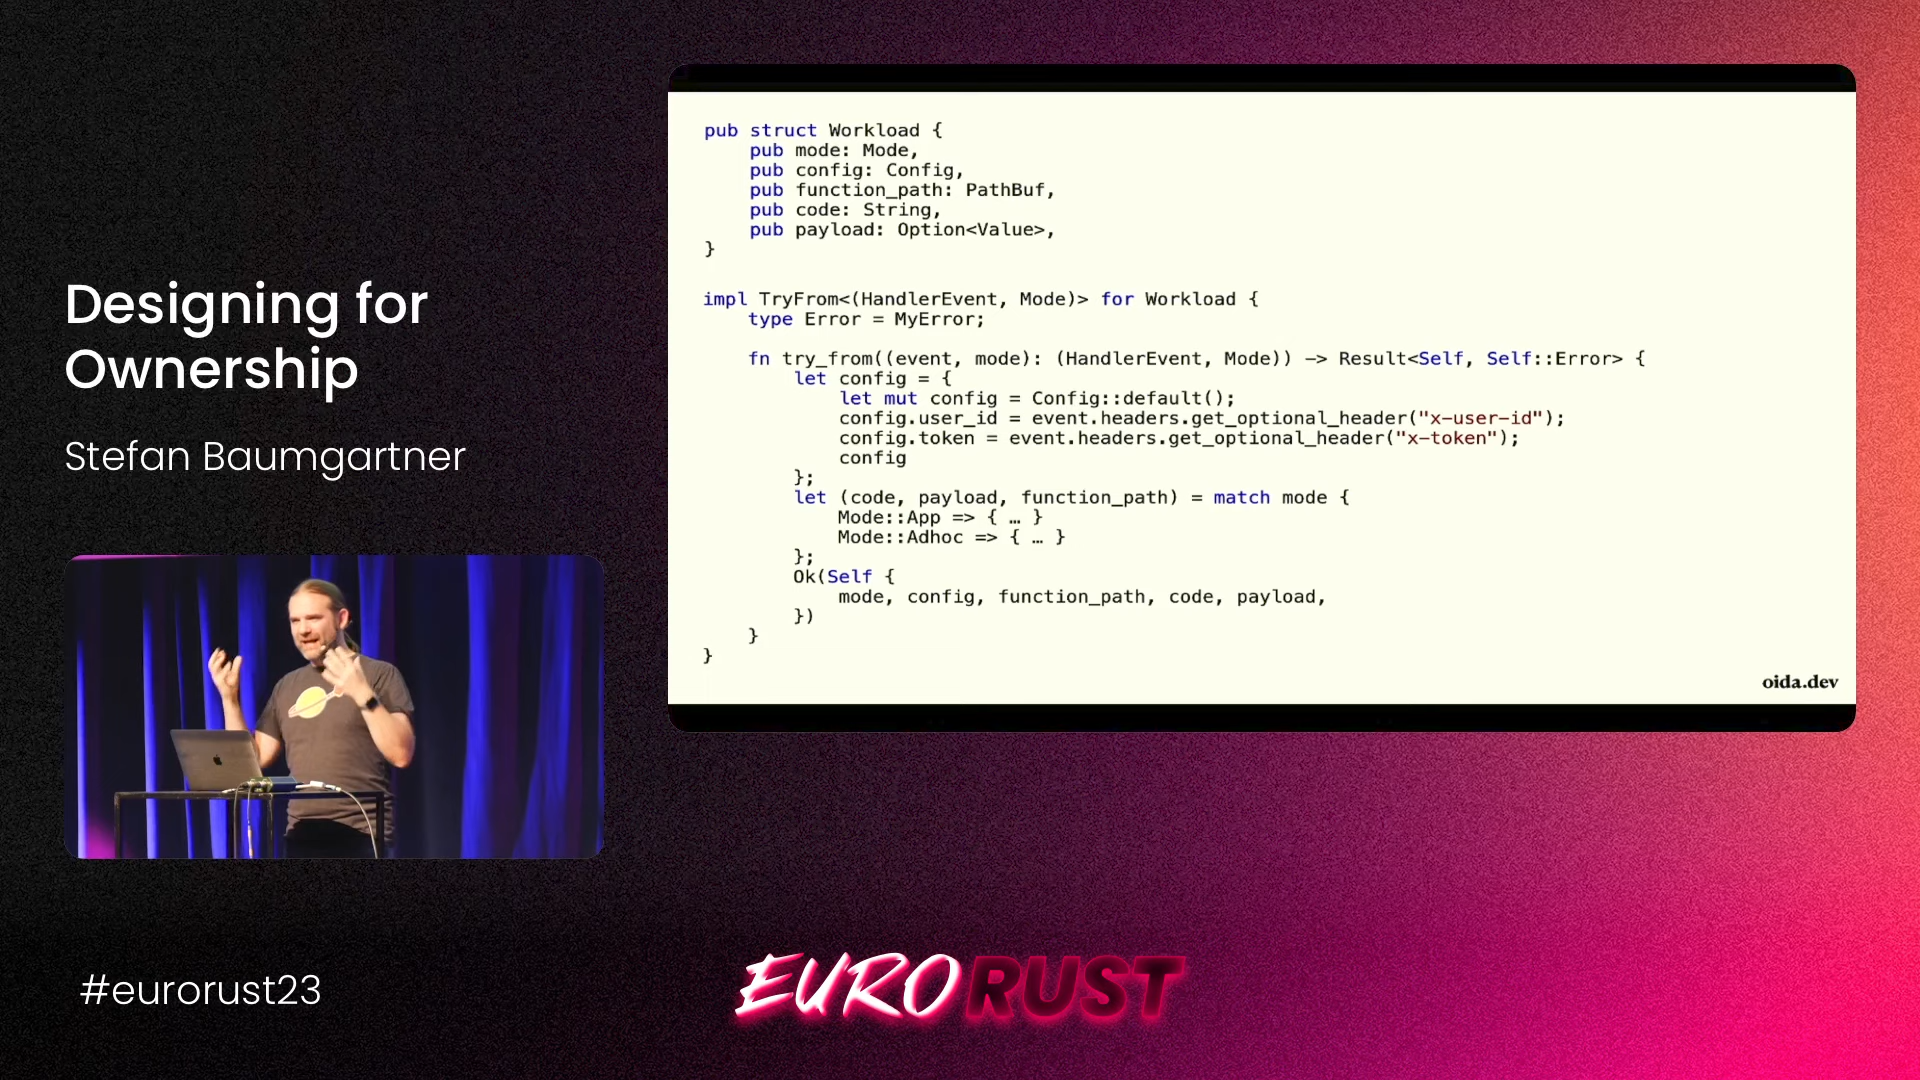 Designing for
Ownership
Stefan Baumgartner
#eurorust23
pub struct Workload {
    pub mode: Mode,
    pub config: Config,
    pub function_path: PathBuf,
    pub code: String,
    pub payload: Option<Value>,
}
impl TryFrom<(HandlerEvent, Mode)> for Workload {
    type Error = MyError;
    fn try_from((event, mode): (HandlerEvent, Mode)) -> Result<Self, Self::Error> {
        let config = {
            let mut config = Config::default();
            config.user_id = event.headers.get_optional_header("x-user-id");
            config.token = event.headers.get_optional_header("x-token");
            config
        };
        let (code, payload, function_path) = match mode {
            Mode::App => { … }
            Mode::Adhoc => { … }
        };
        Ok(Self {
            mode, config, function_path, code, payload,
        })
    }
}
oida.dev
EURORUST